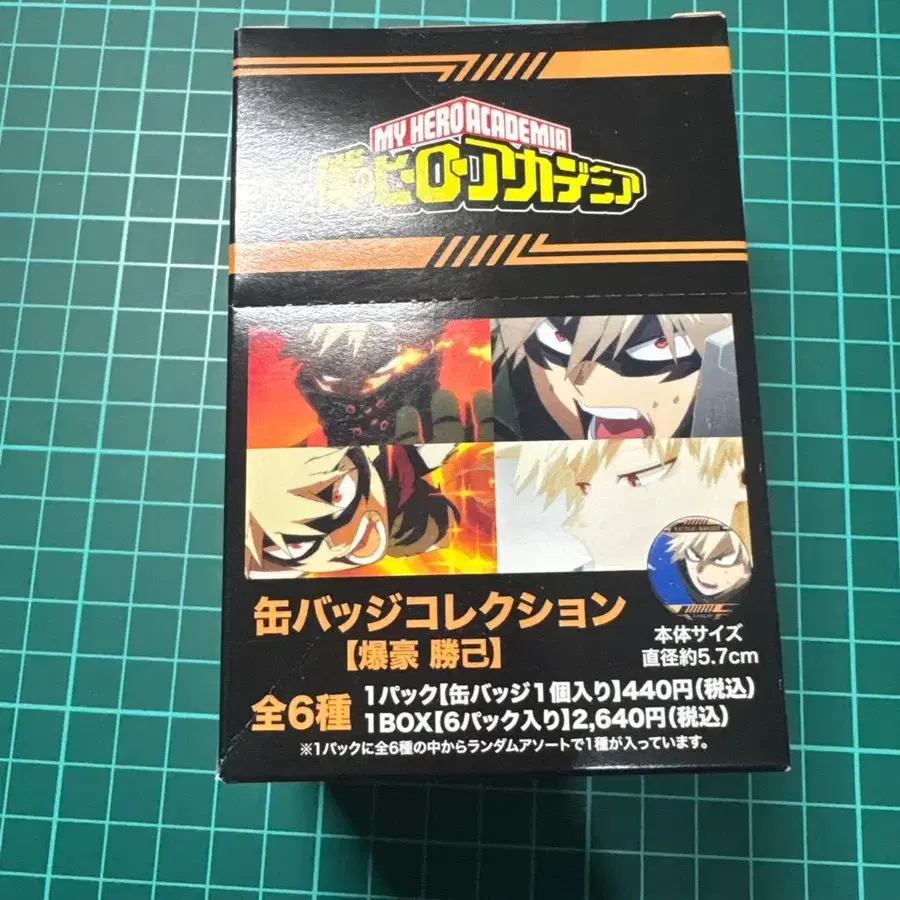 MY HERO ACADEMIA
僕のヒーローアカデミア
KATSUKI BAKUGO
缶バッジコレクション
【爆豪 勝己】
本体サイズ
直径約5.7cm
全6種
1パック【缶バッジ1個入り】440円(税込)
1BOX【6パック入り】2,640円(税込)
※1パックに全6種の中からランダムアソートで1種が入っています。